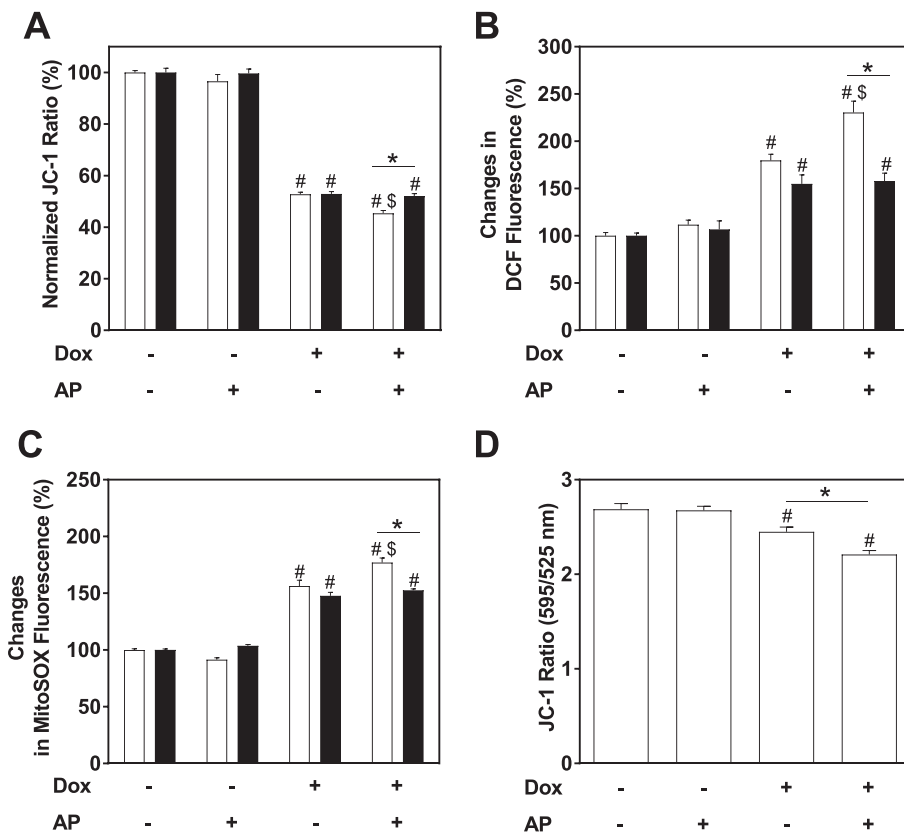 A
Normalized JC-1 Ratio (%)
100
80
60
40
20
0
# # # $ * #
Dox - - + +
AP - + - +
B
Changes in
DCF Fluorescence (%)
300
250
200
150
100
50
0
# # # $ * #
Dox - - + +
AP - + - +
C
Changes
in MitoSOX Fluorescence (%)
250
200
150
100
50
0
# # # $ * #
Dox - - + +
AP - + - +
D
JC-1 Ratio (595/525 nm)
3
2
1
0
# * #
Dox - - + +
AP - + - +